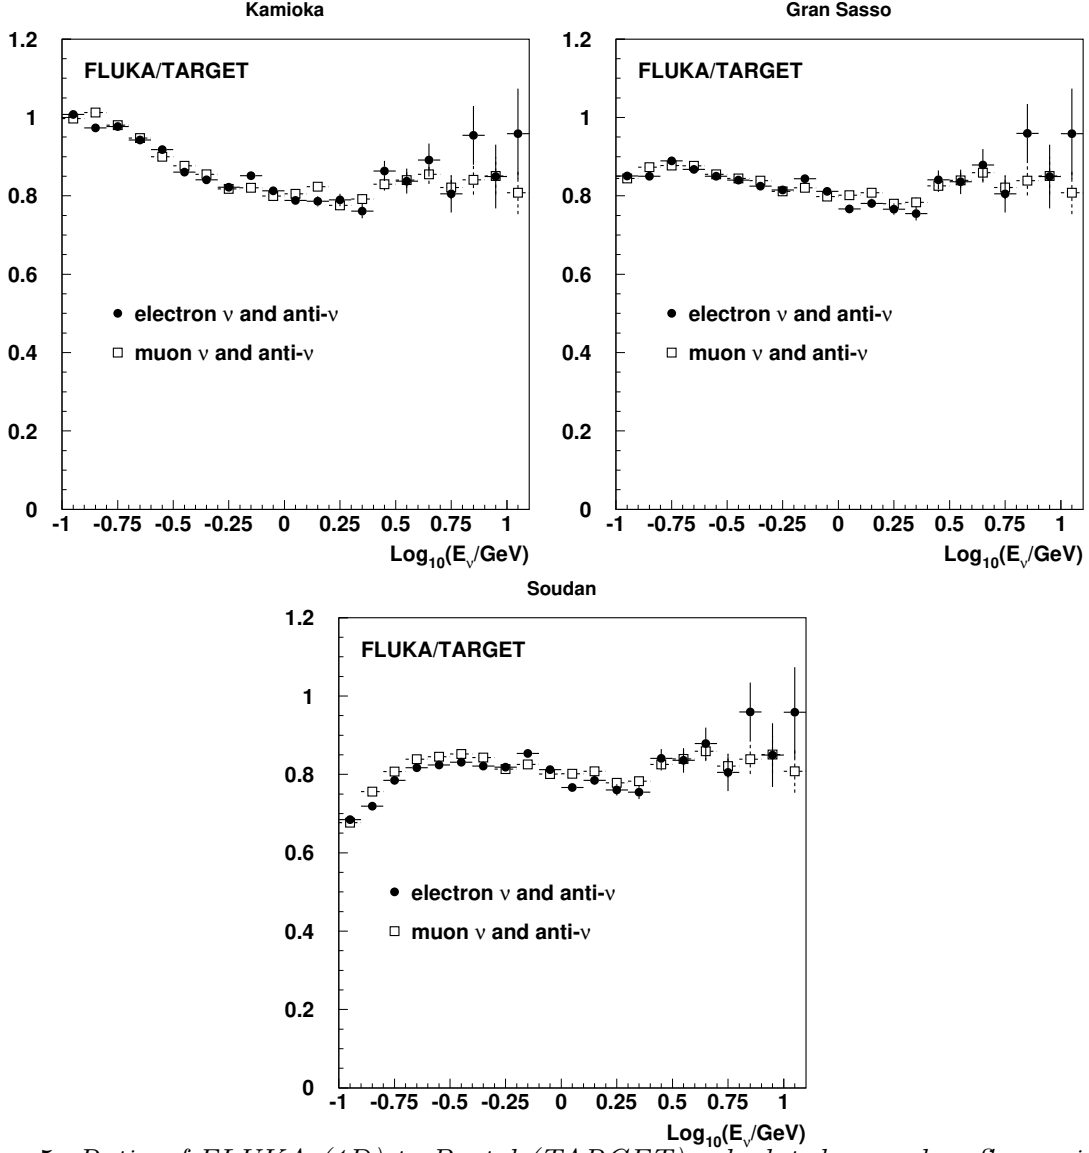 Kamioka
1.2
FLUKA/TARGET
1
0.8
0.6
electron ν and anti-ν
muon ν and anti-ν
0.4
0.2
0
-1 -0.75 -0.5 -0.25 0 0.25 0.5 0.75 1
Log10(Eν/GeV)
Gran Sasso
1.2
FLUKA/TARGET
1
0.8
0.6
electron ν and anti-ν
muon ν and anti-ν
0.4
0.2
0
-1 -0.75 -0.5 -0.25 0 0.25 0.5 0.75 1
Log10(Eν/GeV)
Soudan
1.2
FLUKA/TARGET
1
0.8
0.6
electron ν and anti-ν
muon ν and anti-ν
0.4
0.2
0
-1 -0.75 -0.5 -0.25 0 0.25 0.5 0.75 1
Log10(Eν/GeV)